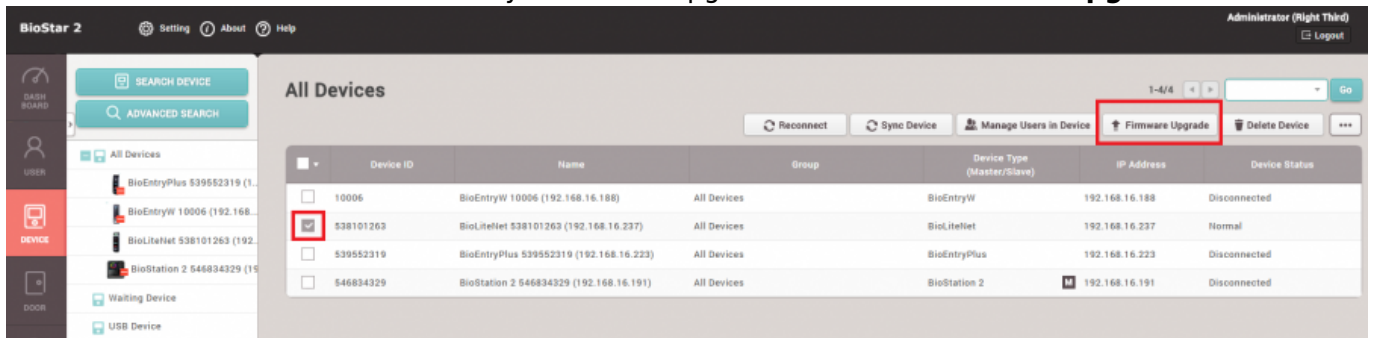 BioStar 2 Setting About Help
Administrator (Right Third)
Logout
DASH
BOARD
USER
DEVICE
DOOR
SEARCH DEVICE
ADVANCED SEARCH
All Devices
BioEntryPlus 539552319 (1..
BioEntryW 10006 (192.168...
BioLiteNet 538101263 (192..
BioStation 2 546834329 (19
Waiting Device
USB Device
All Devices
1-4/4 Go
Reconnect Sync Device Manage Users in Device Firmware Upgrade Delete Device ...
Device ID Name Group Device Type (Master/Slave) IP Address Device Status
10006 BioEntryW 10006 (192.168.16.188) All Devices BioEntryW 192.168.16.188 Disconnected
538101263 BioLiteNet 538101263 (192.168.16.237) All Devices BioLiteNet 192.168.16.237 Normal
539552319 BioEntryPlus 539552319 (192.168.16.223) All Devices BioEntryPlus 192.168.16.223 Disconnected
546834329 BioStation 2 546834329 (192.168.16.191) All Devices BioStation 2 M 192.168.16.191 Disconnected